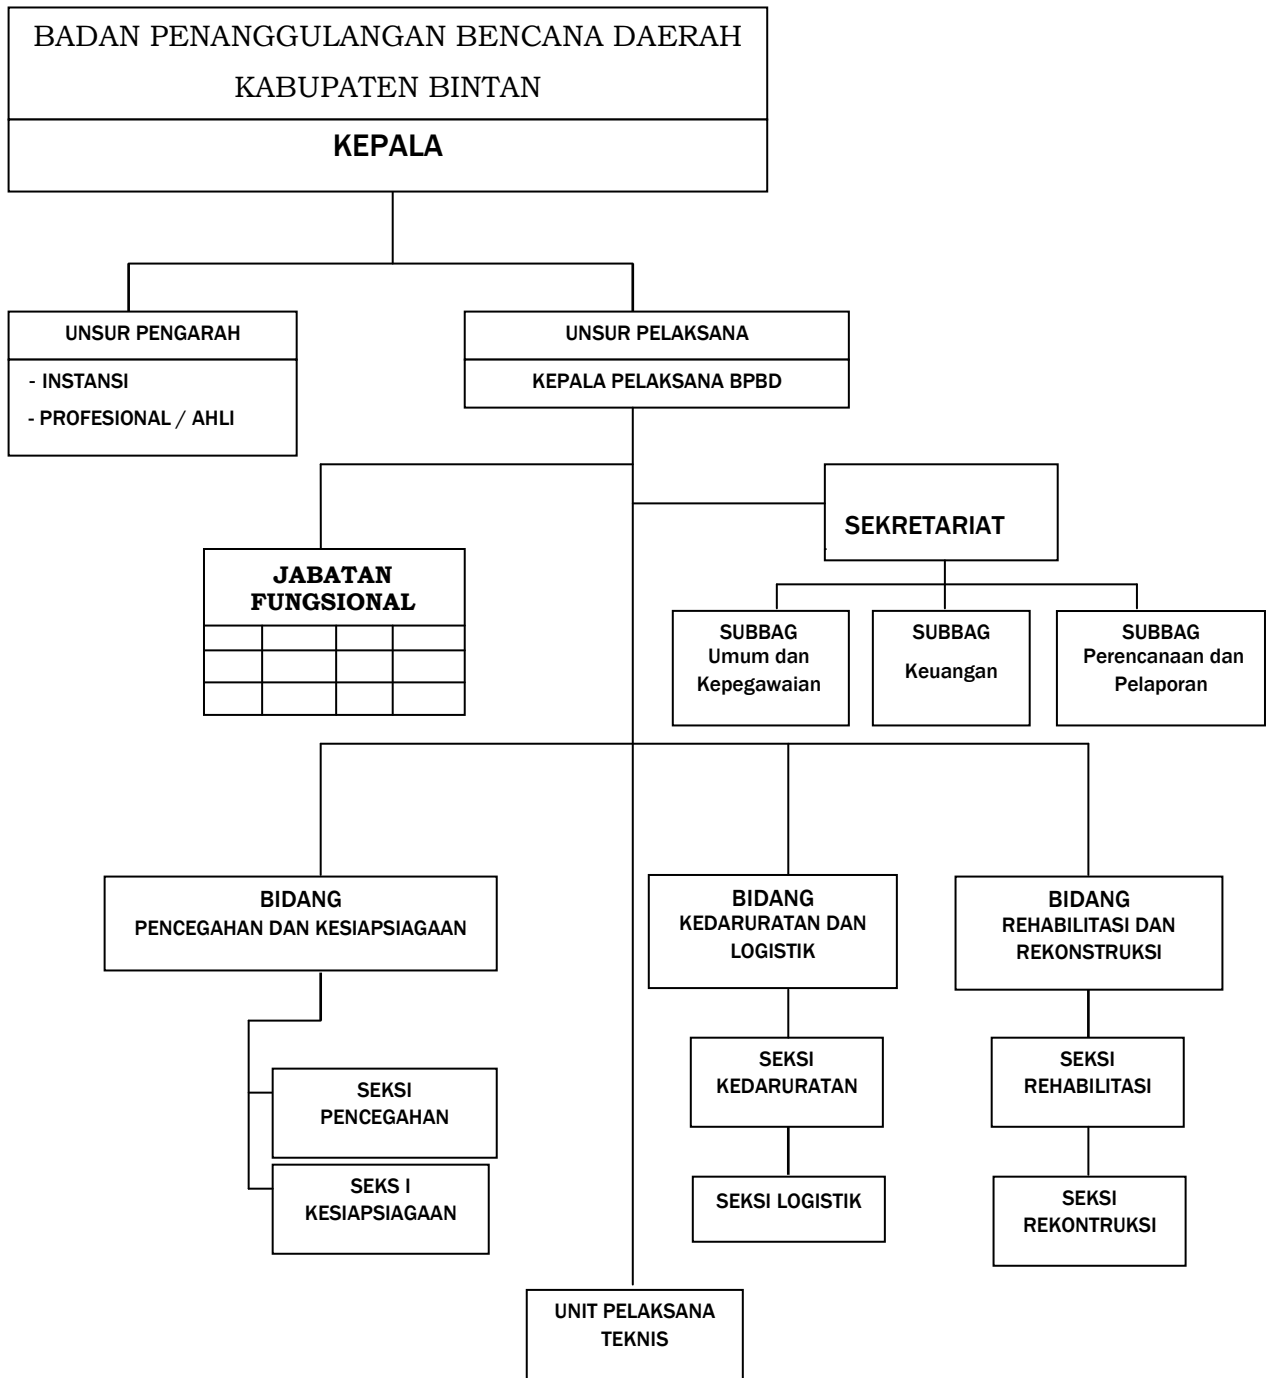 BADAN PENANGGULANGAN BENCANA DAERAH
KABUPATEN BINTAN
KEPALA
UNSUR PENGARAH
- INSTANSI
- PROFESIONAL / AHLI
UNSUR PELAKSANA
KEPALA PELAKSANA BPBD
SEKRETARIAT
JABATAN
FUNGSIONAL
SUBBAG
Umum dan
Kepegawaian
SUBBAG
Keuangan
SUBBAG
Perencanaan dan
Pelaporan
BIDANG
PENCEGAHAN DAN KESIAPSIAGAAN
BIDANG
KEDARURATAN DAN
LOGISTIK
BIDANG
REHABILITASI DAN
REKONSTRUKSI
SEKSI
PENCEGAHAN
SEKS I
KESIAPSIAGAAN
SEKSI
KEDARURATAN
SEKSI LOGISTIK
SEKSI
REHABILITASI
SEKSI
REKONTRUKSI
UNIT PELAKSANA
TEKNIS